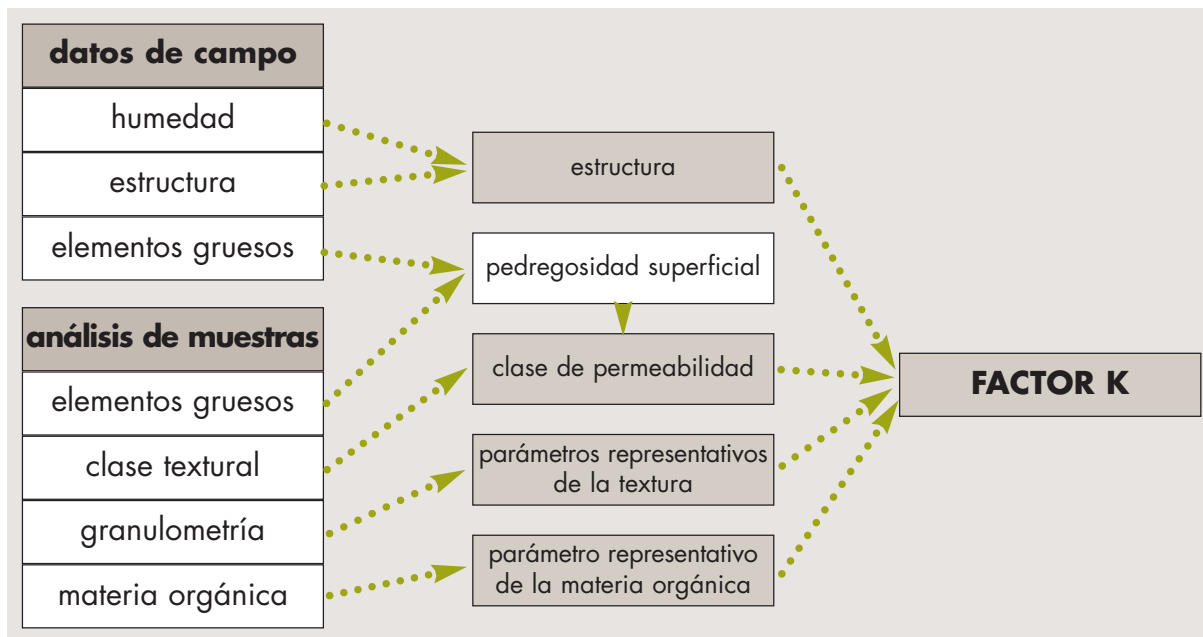 datos de campo
humedad
estructura
elementos gruesos
análisis de muestras
elementos gruesos
clase textural
granulometría
materia orgánica
estructura
pedregosidad superficial
clase de permeabilidad
parámetros representativos
de la textura
parámetro representativo
de la materia orgánica
FACTOR K